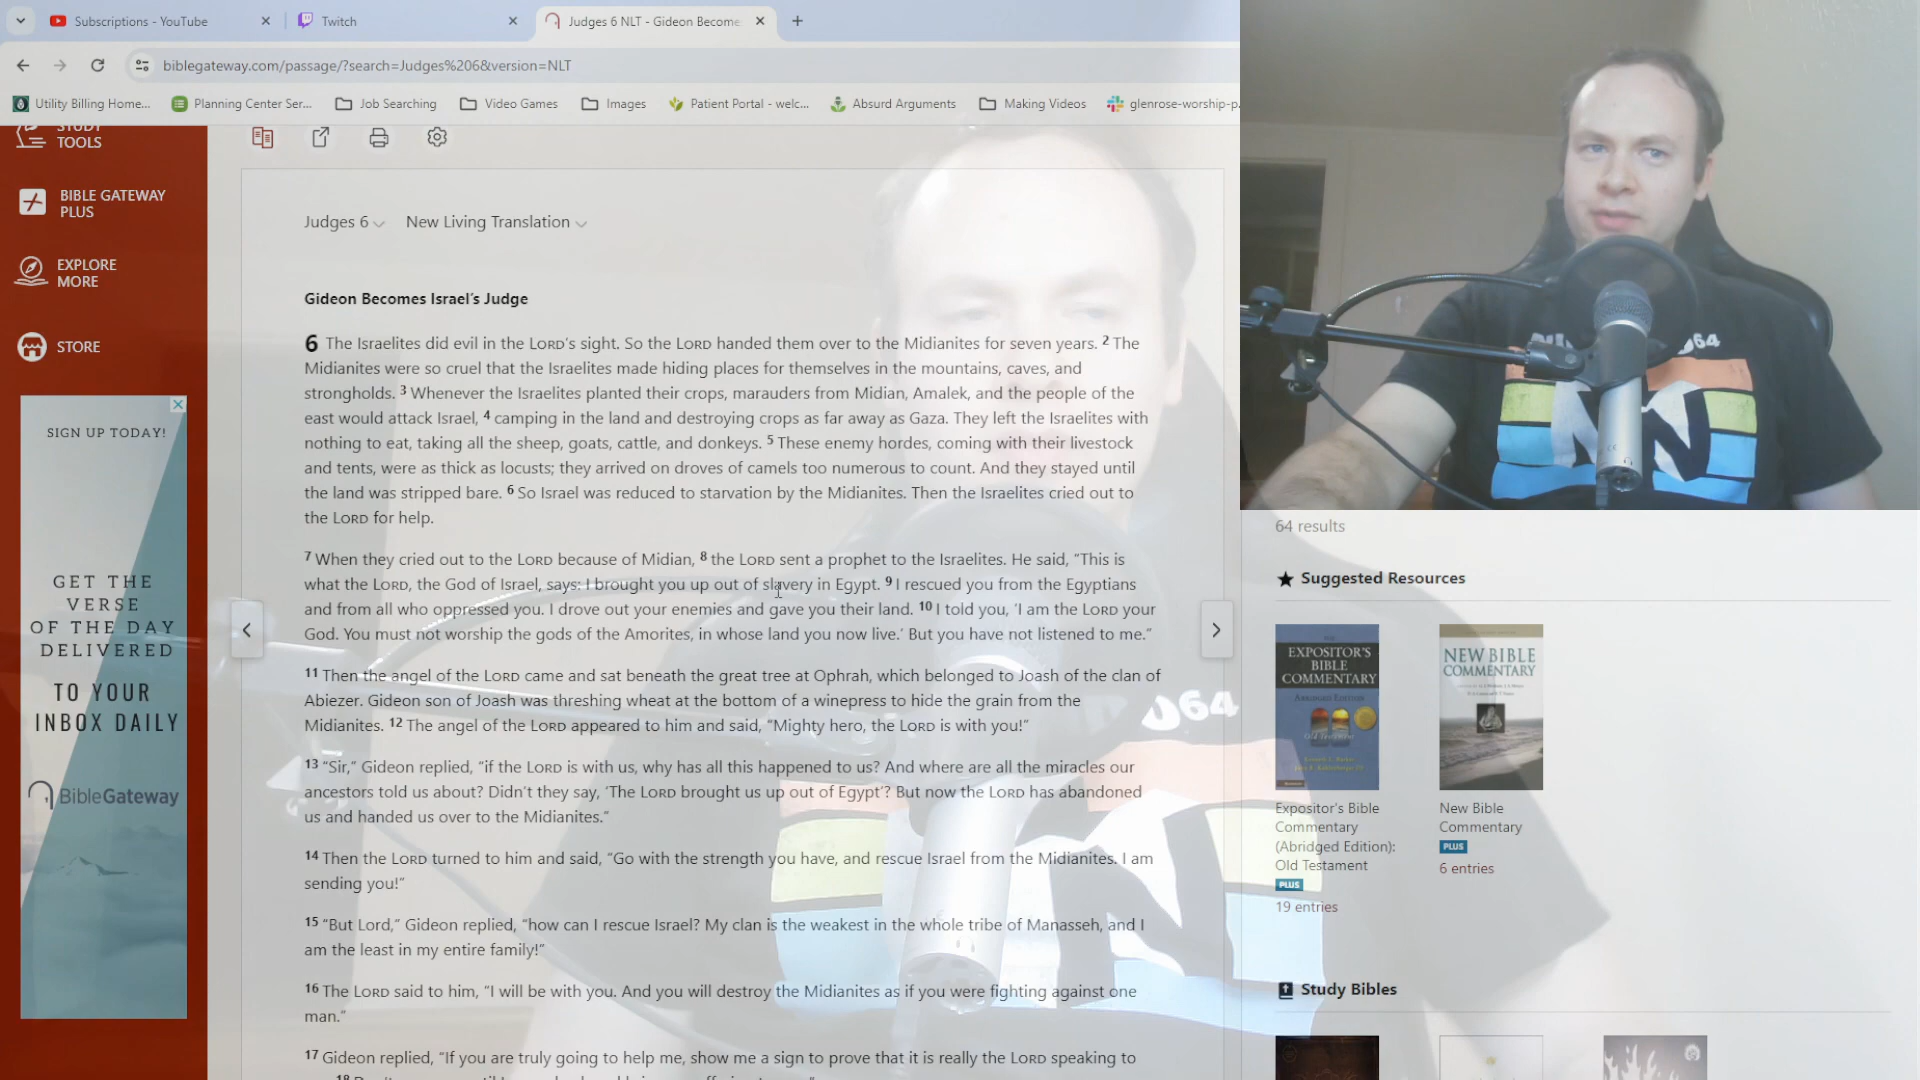 Subscriptions - YouTube
Twitch
Judges 6 NLT - Gideon Become
biblegateway.com/passage/?search=Judges%206&version=NLT
Utility Billing Home...
Planning Center Ser...
Job Searching
Video Games
Images
Patient Portal - welc...
Absurd Arguments
Making Videos
glenrose-worship-p.
STUDY
TOOLS
BIBLE GATEWAY
PLUS
EXPLORE
MORE
STORE
SIGN UP TODAY!
GET THE
VERSE
OF THE DAY
DELIVERED
TO YOUR
INBOX DAILY
BibleGateway
Judges 6
New Living Translation
Gideon Becomes Israel’s Judge
6 The Israelites did evil in the LORD’s sight. So the LORD handed them over to the Midianites for seven years. 2 The
Midianites were so cruel that the Israelites made hiding places for themselves in the mountains, caves, and
strongholds. 3 Whenever the Israelites planted their crops, marauders from Midian, Amalek, and the people of the
east would attack Israel, 4 camping in the land and destroying crops as far away as Gaza. They left the Israelites with
nothing to eat, taking all the sheep, goats, cattle, and donkeys. 5 These enemy hordes, coming with their livestock
and tents, were as thick as locusts; they arrived on droves of camels too numerous to count. And they stayed until
the land was stripped bare. 6 So Israel was reduced to starvation by the Midianites. Then the Israelites cried out to
the LORD for help.
7 When they cried out to the LORD because of Midian, 8 the LORD sent a prophet to the Israelites. He said, “This is
what the LORD, the God of Israel, says: I brought you up out of slavery in Egypt. 9 I rescued you from the Egyptians
and from all who oppressed you. I drove out your enemies and gave you their land. 10 I told you, ‘I am the LORD your
God. You must not worship the gods of the Amorites, in whose land you now live.’ But you have not listened to me.”
11 Then the angel of the LORD came and sat beneath the great tree at Ophrah, which belonged to Joash of the clan of
Abiezer. Gideon son of Joash was threshing wheat at the bottom of a winepress to hide the grain from the
Midianites. 12 The angel of the LORD appeared to him and said, “Mighty hero, the LORD is with you!”
13 “Sir,” Gideon replied, “if the LORD is with us, why has all this happened to us? And where are all the miracles our
ancestors told us about? Didn’t they say, ‘The LORD brought us up out of Egypt’? But now the LORD has abandoned
us and handed us over to the Midianites.”
14 Then the LORD turned to him and said, “Go with the strength you have, and rescue Israel from the Midianites. I am
sending you!”
15 “But Lord,” Gideon replied, “how can I rescue Israel? My clan is the weakest in the whole tribe of Manasseh, and I
am the least in my entire family!”
16 The LORD said to him, “I will be with you. And you will destroy the Midianites as if you were fighting against one
man.”
17 Gideon replied, “If you are truly going to help me, show me a sign to prove that it is really the LORD speaking to
64
64
64 results
Suggested Resources
EXPOSITOR'S
BIBLE
COMMENTARY
ABRIDGED EDITION
Old Testament
NEW BIBLE
COMMENTARY
Expositor's Bible
Commentary
(Abridged Edition):
Old Testament
PLUS
19 entries
New Bible
Commentary
PLUS
6 entries
Study Bibles